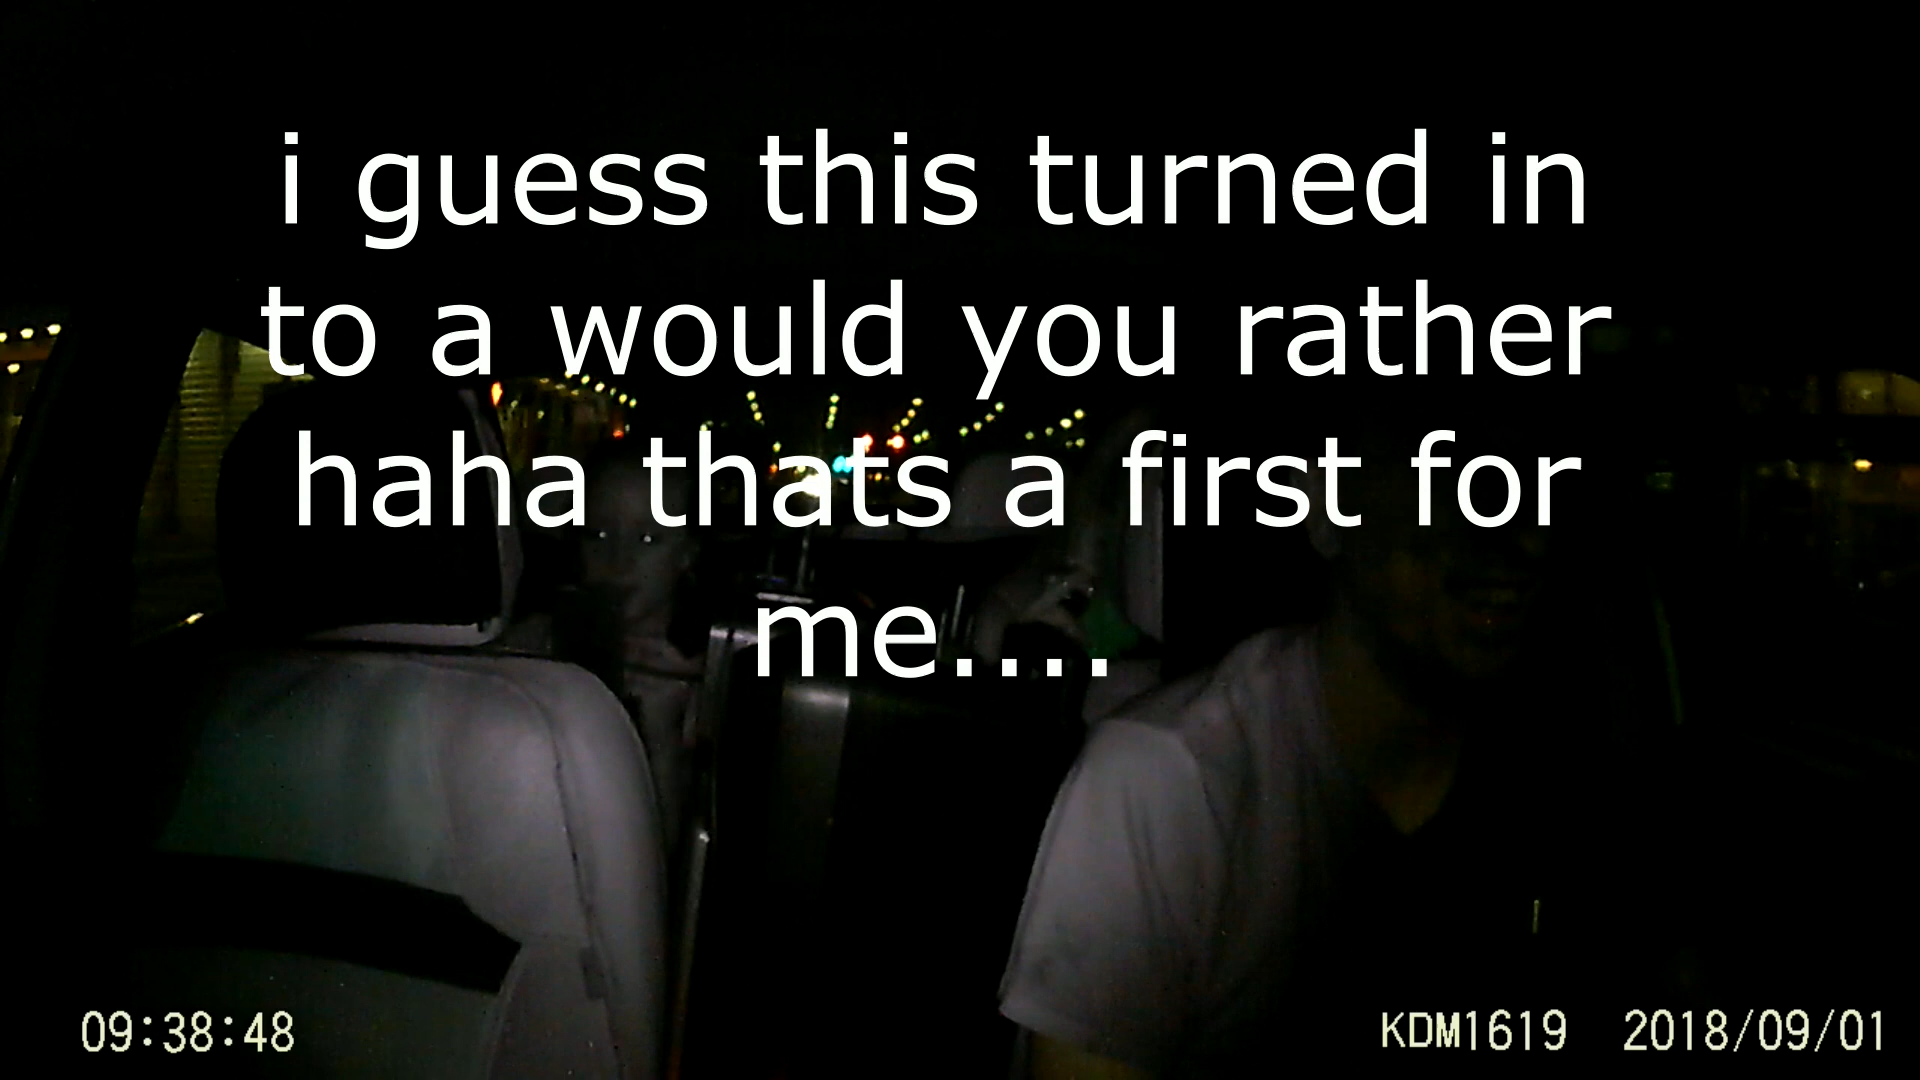 i guess this turned in
to a would you rather
haha thats a first for
me....
09:38:48 KDM1619 2018/09/01